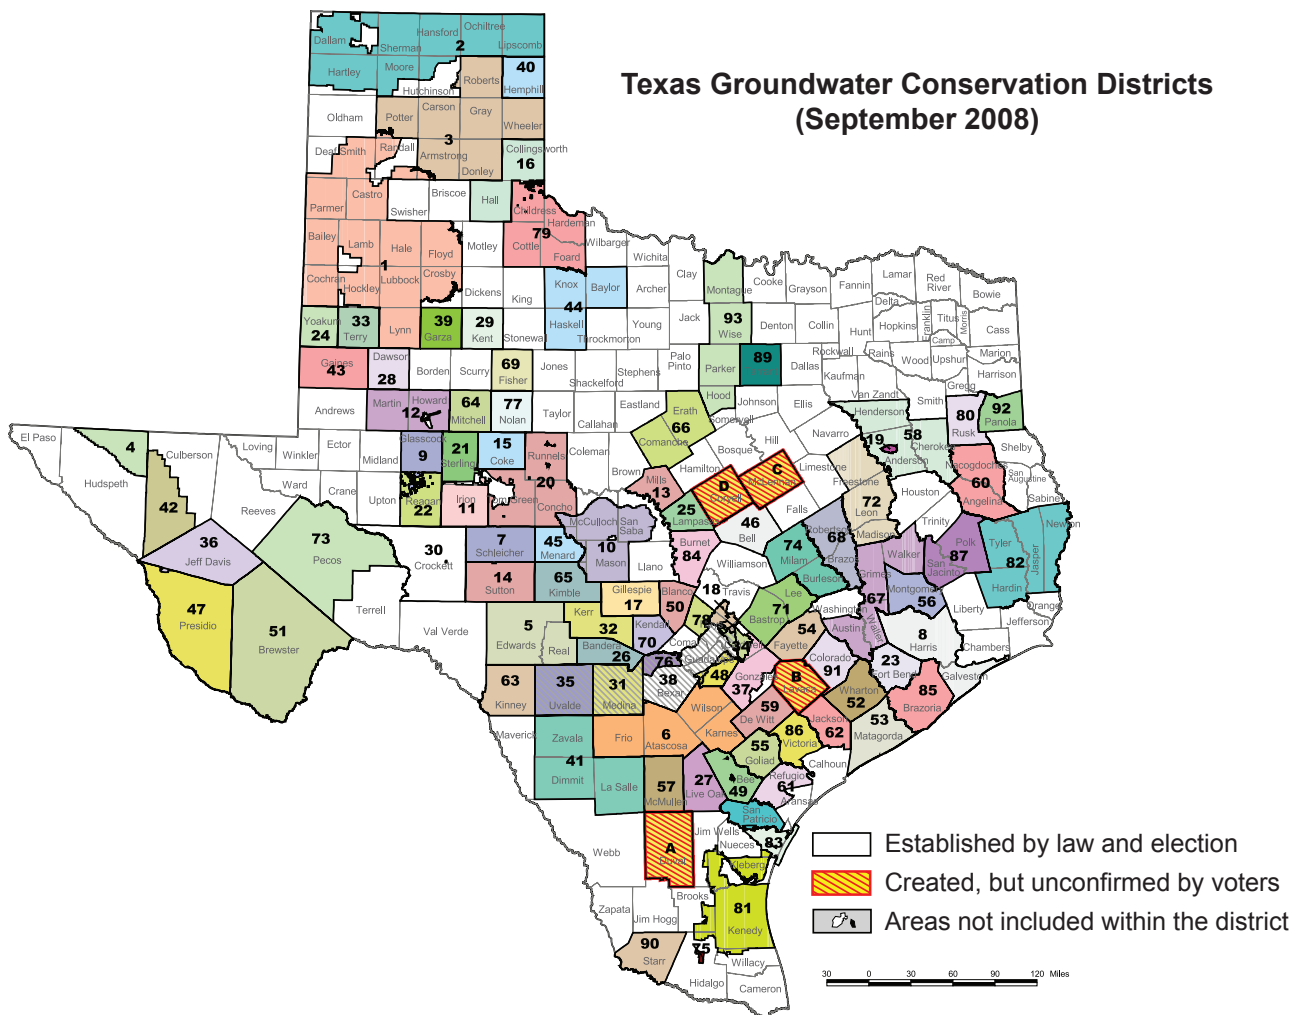 Texas Groundwater Conservation Districts
(September 2008)
Dallam
Sherman
Hansford
Ochiltree
Lipscomb
2
Hartley
Moore
Hutchinson
Roberts
40
Hemphill
Oldham
Potter
Carson
Gray
Wheeler
3
Deaf Smith
Randall
Armstrong
Donley
Collingsworth
16
Parmer
Castro
Swisher
Briscoe
Hall
Childress
Hardeman
79
Cottle
Foard
Wilbarger
Wichita
Bailey
Lamb
Hale
Floyd
Motley
1
Cochran
Hockley
Lubbock
Crosby
Dickens
King
Knox
Baylor
Archer
Clay
Montague
Cooke
Grayson
Fannin
Lamar
Red
River
Bowie
44
Haskell
Throckmorton
Young
Jack
93
Wise
Denton
Collin
Hunt
Delta
Hopkins
Franklin
Titus
Morris
Camp
Cass
Marion
Harrison
Yoakum
24
33
Terry
Lynn
39
Garza
29
Kent
Stonewall
Gaines
43
Dawson
28
Borden
Scurry
69
Fisher
Jones
Shackelford
Stephens
Palo
Pinto
Parker
89
Dallas
Rockwall
Kaufman
Rains
Wood
Upshur
Gregg
Van Zandt
Smith
Andrews
Martin
12
Howard
64
Mitchell
77
Nolan
Taylor
Callahan
Eastland
Erath
66
Comanche
Hood
Somervell
Johnson
Ellis
Henderson
80
Rusk
92
Panola
El Paso
Hudspeth
4
Culberson
Loving
Winkler
Ector
Midland
Glasscock
9
21
Sterling
15
Coke
Runnels
20
Coleman
Brown
Mills
13
Hamilton
Bosque
Hill
Navarro
19
58
Cherokee
Anderson
Shelby
Nacogdoches
60
Angelina
San
Augustine
Sabine
42
Reeves
Ward
Crane
Upton
Reagan
22
Irion
11
Tom Green
Concho
McCulloch
San
Saba
10
Mason
25
Lampasas
D
Coryell
C
McLennan
Limestone
Freestone
Falls
72
Leon
Madison
Houston
Trinity
Polk
87
San
Jacinto
Tyler
82
Jasper
Newton
Hardin
36
Jeff Davis
73
Pecos
30
Crockett
7
Schleicher
45
Menard
Llano
Burnet
84
46
Bell
74
Milam
Robertson
68
Brazos
Burleson
Grimes
Walker
Montgomery
56
Liberty
Orange
Jefferson
47
Presidio
51
Brewster
Terrell
Val Verde
14
Sutton
65
Kimble
Gillespie
17
Blanco
50
Williamson
18
Travis
Lee
71
Bastrop
Washington
Austin
Waller
67
8
Harris
Chambers
5
Edwards
Real
Kerr
32
Bandera
26
Kendall
70
78
34
54
Fayette
Colorado
91
23
Fort Bend
Galveston
63
Kinney
35
Uvalde
31
Medina
76
38
Bexar
Guadalupe
48
Gonzales
37
B
Lavaca
Wharton
52
85
Brazoria
Maverick
Zavala
41
Dimmit
Frio
6
Atascosa
Wilson
Karnes
59
De Witt
86
Victoria
Jackson
62
53
Matagorda
La Salle
57
McMullen
27
Live Oak
55
Goliad
Bee
49
Refugio
61
Aransas
Calhoun
San
Patricio
Webb
A
Duval
Jim Wells
Nueces
83
Kleberg
Zapata
Jim Hogg
Brooks
81
Kenedy
90
Starr
75
Hidalgo
Willacy
Cameron
Established by law and election
Created, but unconfirmed by voters
Areas not included within the district
30 0 30 60 90 120 Miles